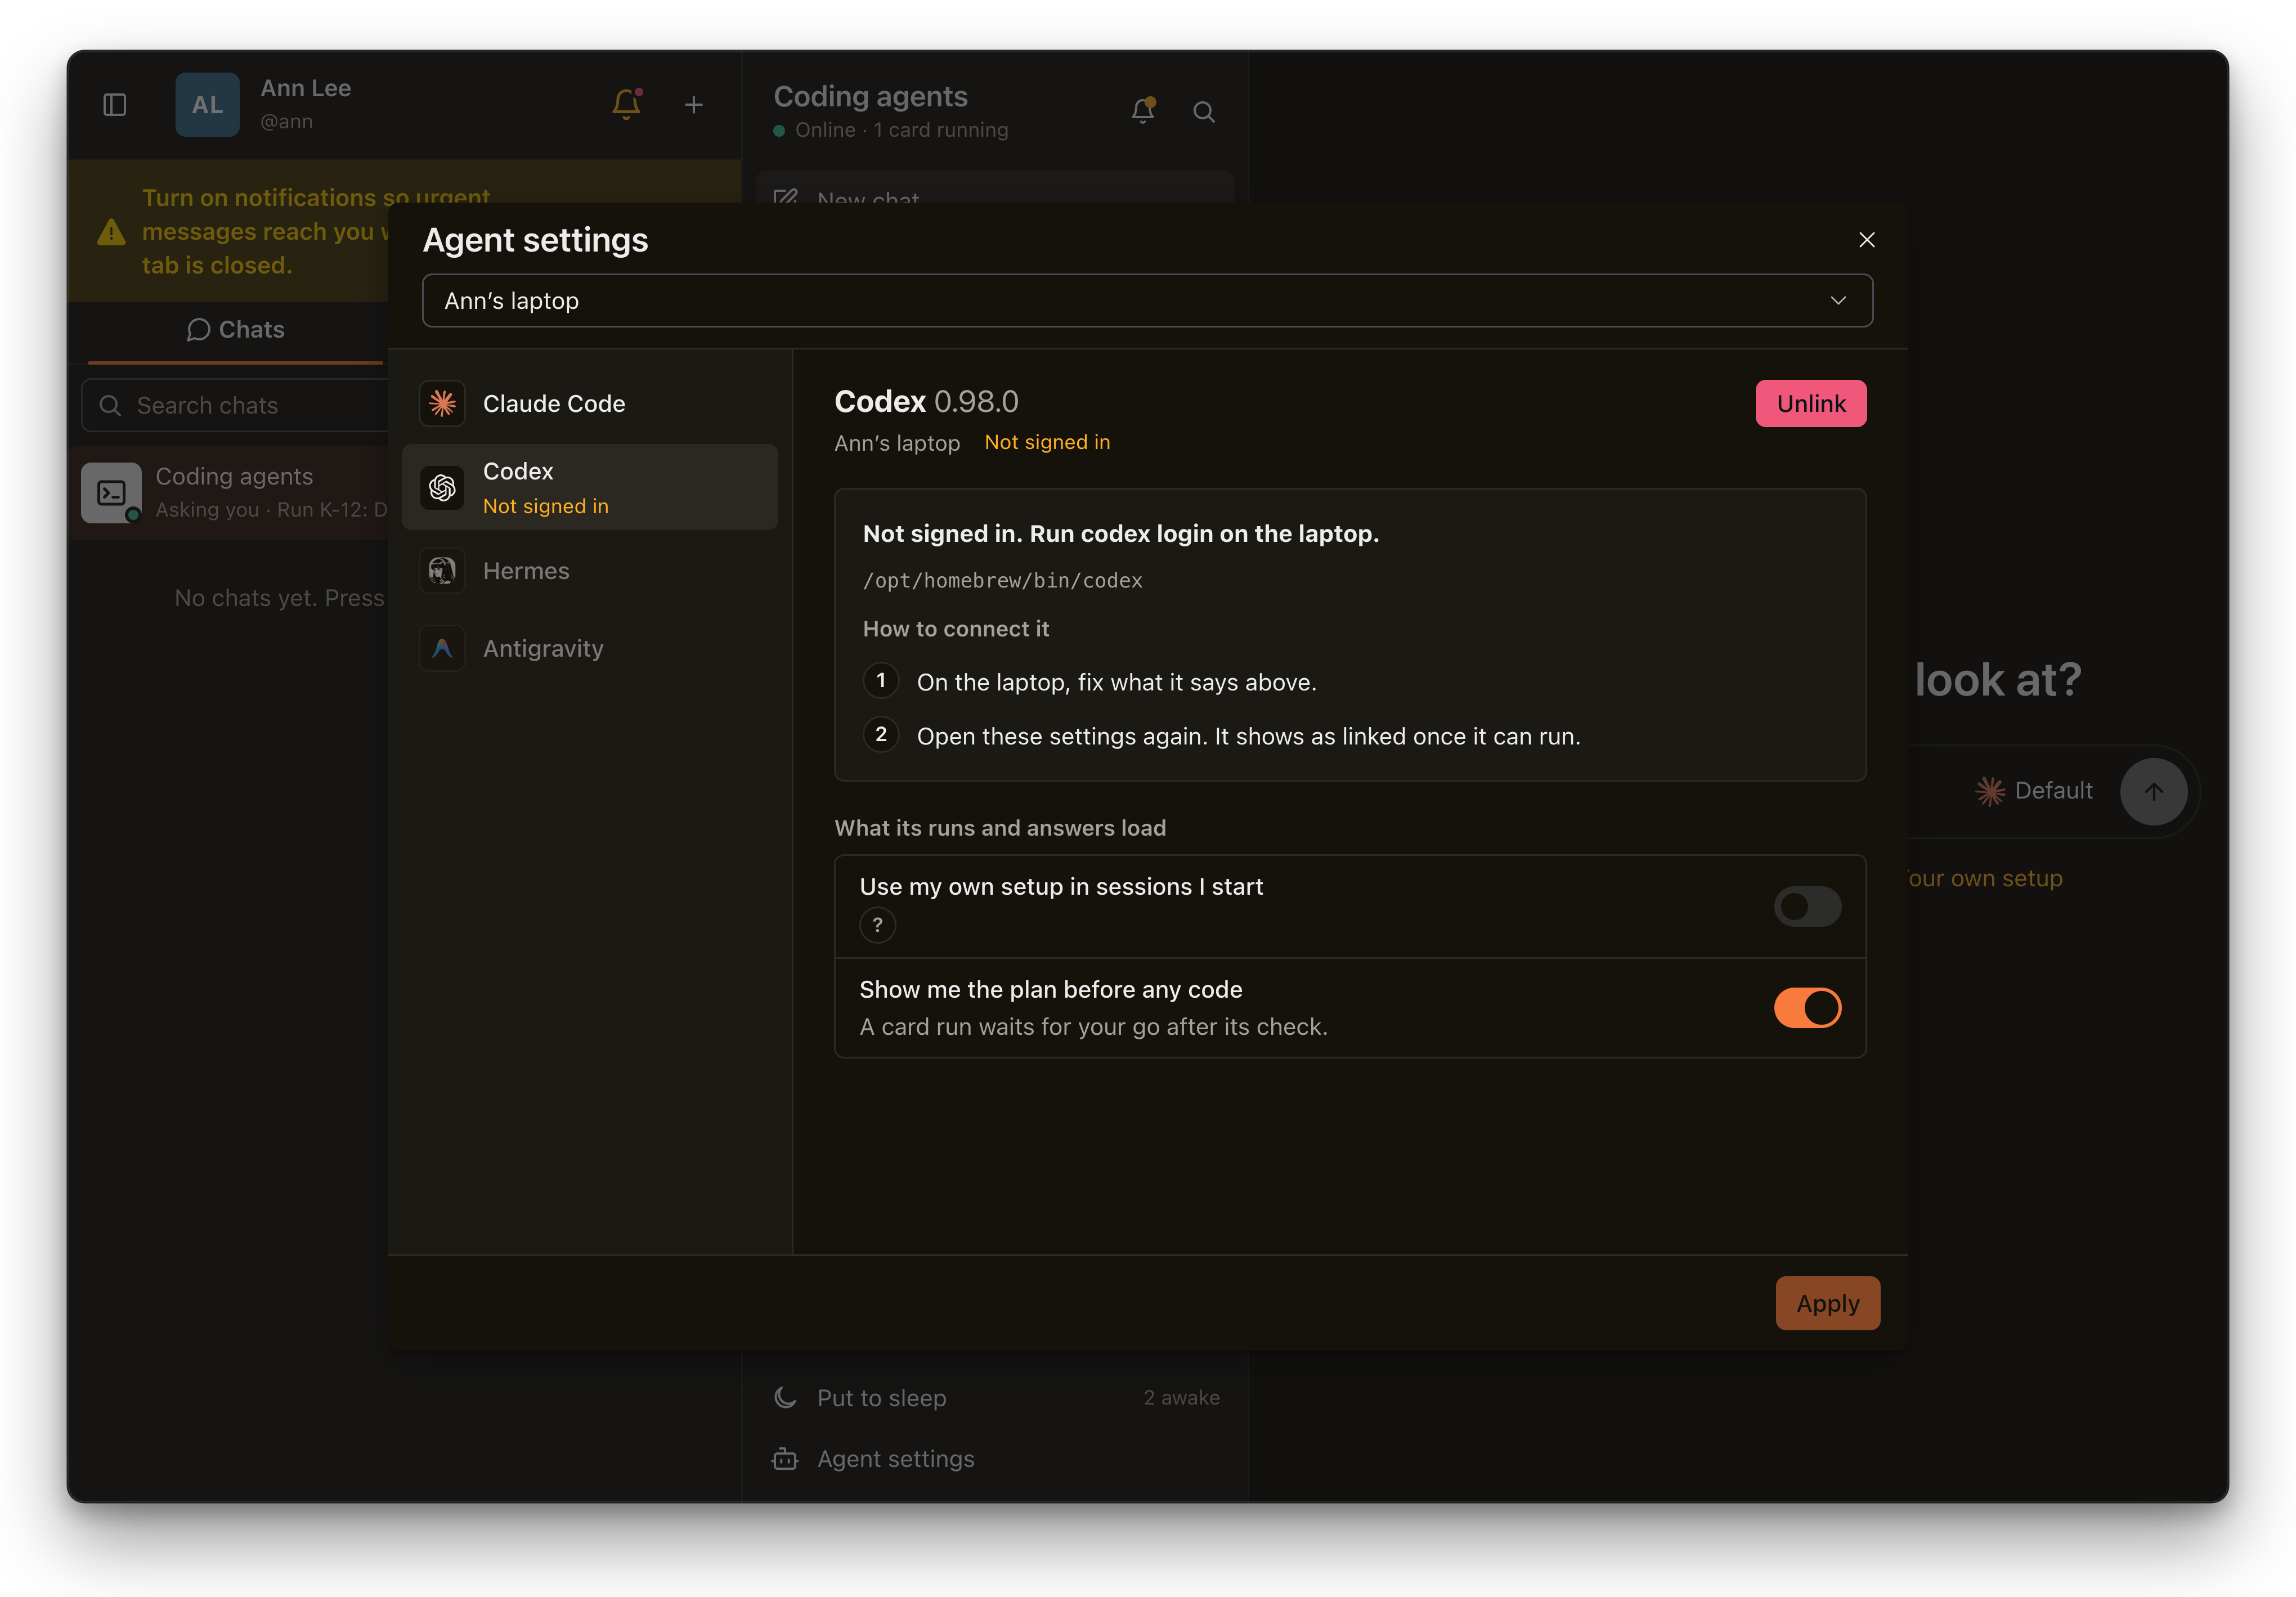 AL
Ann Lee
@ann
Turn on notifications so urgent
messages reach you
tab is closed.
Chats
Search chats
Coding agents
Asking you · Run K-12: D
No chats yet. Press
Coding agents
Online · 1 card running
New chat
Agent settings
Ann's laptop
Claude Code
Codex
Not signed in
Hermes
Antigravity
Codex 0.98.0
Unlink
Ann's laptop Not signed in
Not signed in. Run codex login on the laptop.
/opt/homebrew/bin/codex
How to connect it
1 On the laptop, fix what it says above.
2 Open these settings again. It shows as linked once it can run.
What its runs and answers load
Use my own setup in sessions I start
?
Show me the plan before any code
A card run waits for your go after its check.
Apply
look at?
Default
our own setup
Put to sleep 2 awake
Agent settings